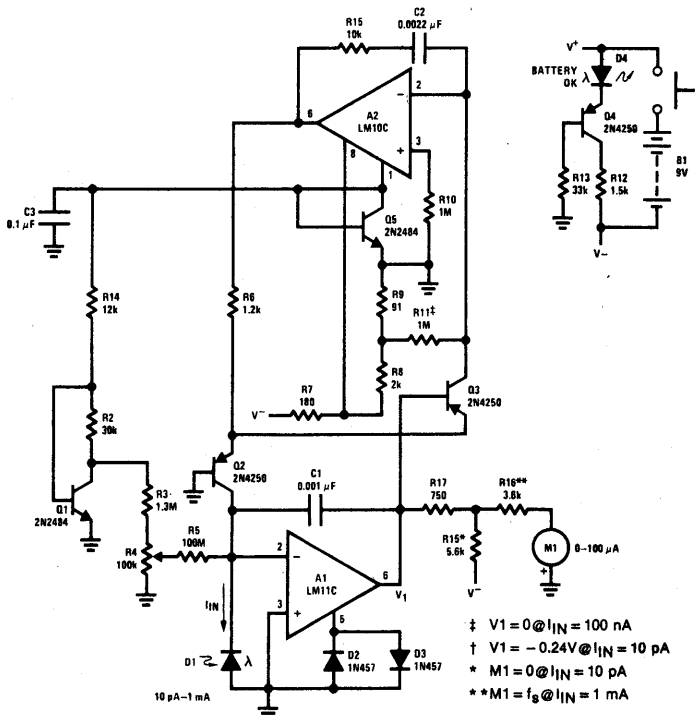 R15
10k
C2
0.0022 µF
V+
D4
λ
BATTERY
OK
Q4
2N4250
B1
9V
R13
33k
R12
1.5k
V−
2
−
6
A2
LM10C
8
+
3
1
R10
1M
C3
0.1 µF
Q5
2N2484
R14
12k
R6
1.2k
R9
91
R11‡
1M
R8
2k
Q3
2N4250
V−
R7
180
R2
30k
Q2
2N4250
C1
0.001 µF
Q1
2N2484
R3
1.3M
R5
100M
R4
100k
R17
750
R16**
3.6k
R15*
5.6k
V−
M1
+
0–100 µA
2
−
A1
LM11C
6
V1
3
+
5
IIN
D1
λ
D2
1N457
D3
1N457
10 pA–1 mA
‡ V1 = 0 @ IIN = 100 nA
† V1 = − 0.24V @ IIN = 10 pA
* M1 = 0 @ IIN = 10 pA
** M1 = fs @ IIN = 1 mA